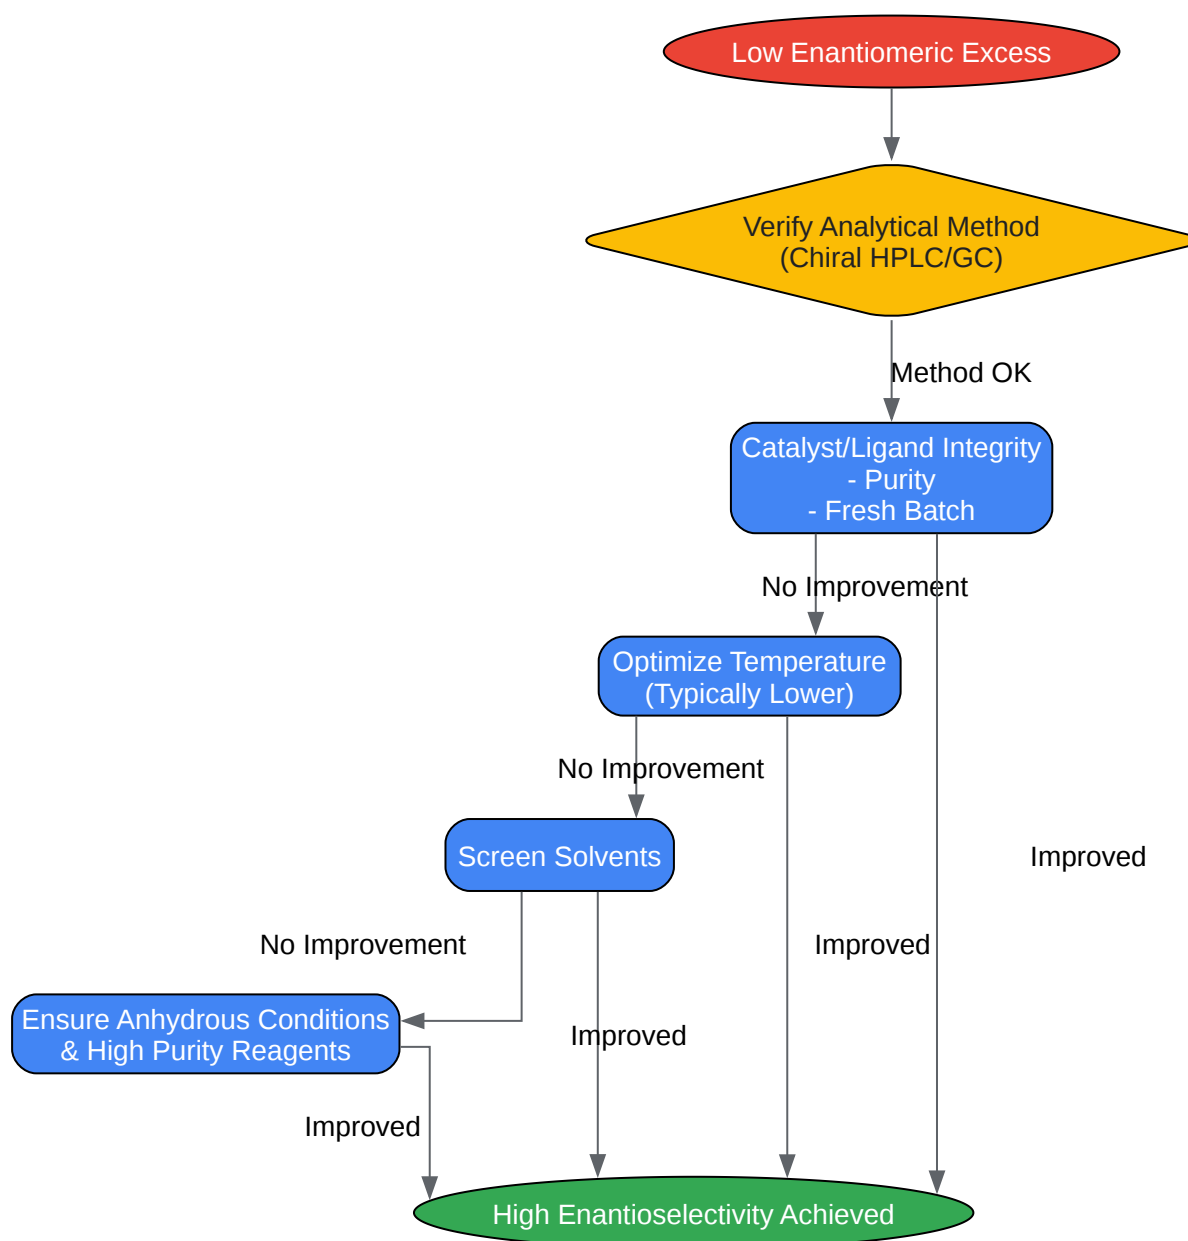 Low Enantiomeric Excess
Verify Analytical Method
(Chiral HPLC/GC)
Method OK
Catalyst/Ligand Integrity
- Purity
- Fresh Batch
No Improvement
Optimize Temperature
(Typically Lower)
No Improvement
Screen Solvents
Improved
No Improvement
Improved
Ensure Anhydrous Conditions
& High Purity Reagents
Improved
Improved
High Enantioselectivity Achieved